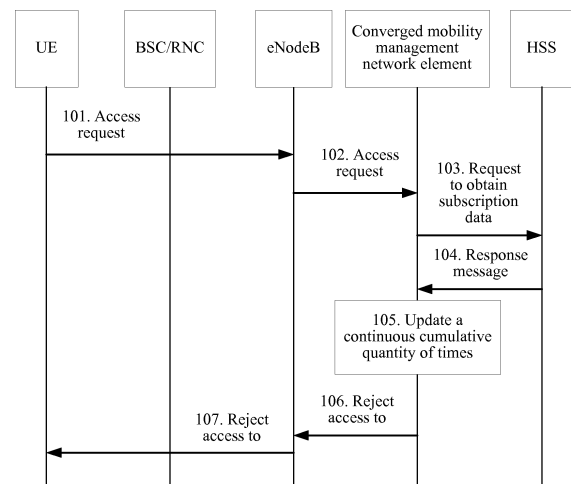 UE
BSC/RNC
eNodeB
Converged mobility
management
network element
HSS
101. Access
request
102. Access
request
103. Request
to obtain
subscription
data
104. Response
message
105. Update a
continuous cumulative
quantity of times
106. Reject
access to
107. Reject
access to